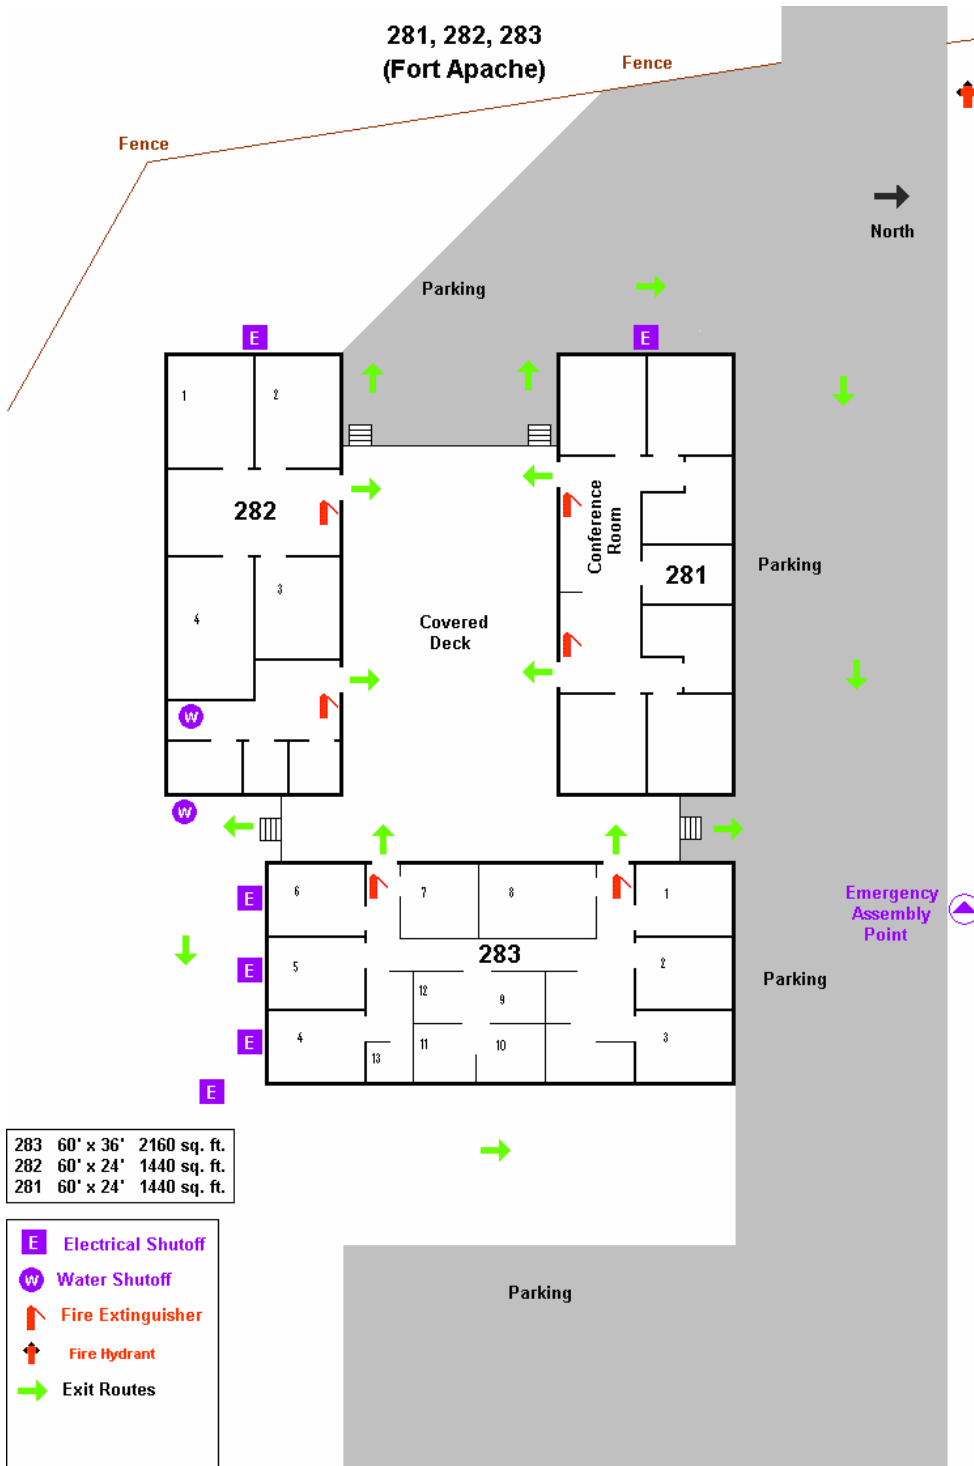 281, 282, 283
(Fort Apache)
Fence
Fence
North
Parking
E
E
1
2
282
3
4
Conference
Room
281
Parking
Covered
Deck
W
W
E
6
7
8
1
Emergency
Assembly
Point
283
E
5
2
Parking
12
9
E
4
13
11
10
3
E
283 60' x 36' 2160 sq. ft.
282 60' x 24' 1440 sq. ft.
281 60' x 24' 1440 sq. ft.
E Electrical Shutoff
W Water Shutoff
Fire Extinguisher
Fire Hydrant
Exit Routes
Parking